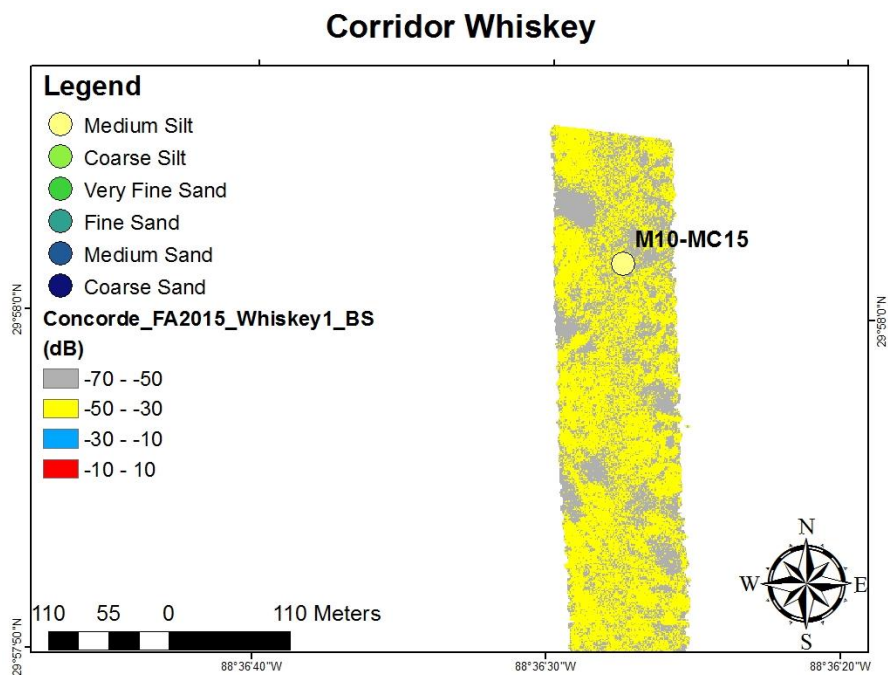 Corridor Whiskey
Legend
Medium Silt
Coarse Silt
Very Fine Sand
Fine Sand
Medium Sand
Coarse Sand
Concorde_FA2015_Whiskey1_BS
(dB)
-70 - -50
-50 - -30
-30 - -10
-10 - 10
M10-MC15
29°58'0"N
29°58'0"N
N
W
E
S
110 55 0 110 Meters
29°57'50"N
29°57'50"N
88°36'40"W
88°36'30"W
88°36'20"W